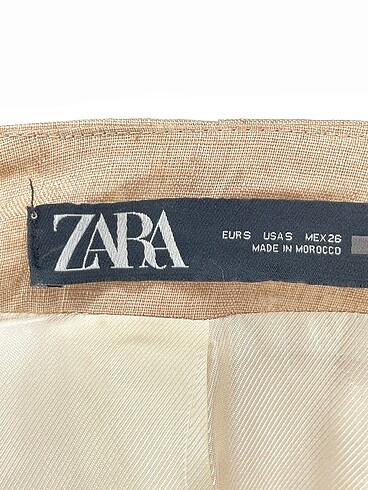 ZARA
EUR S USA S MEX 26
MADE IN MOROCCO